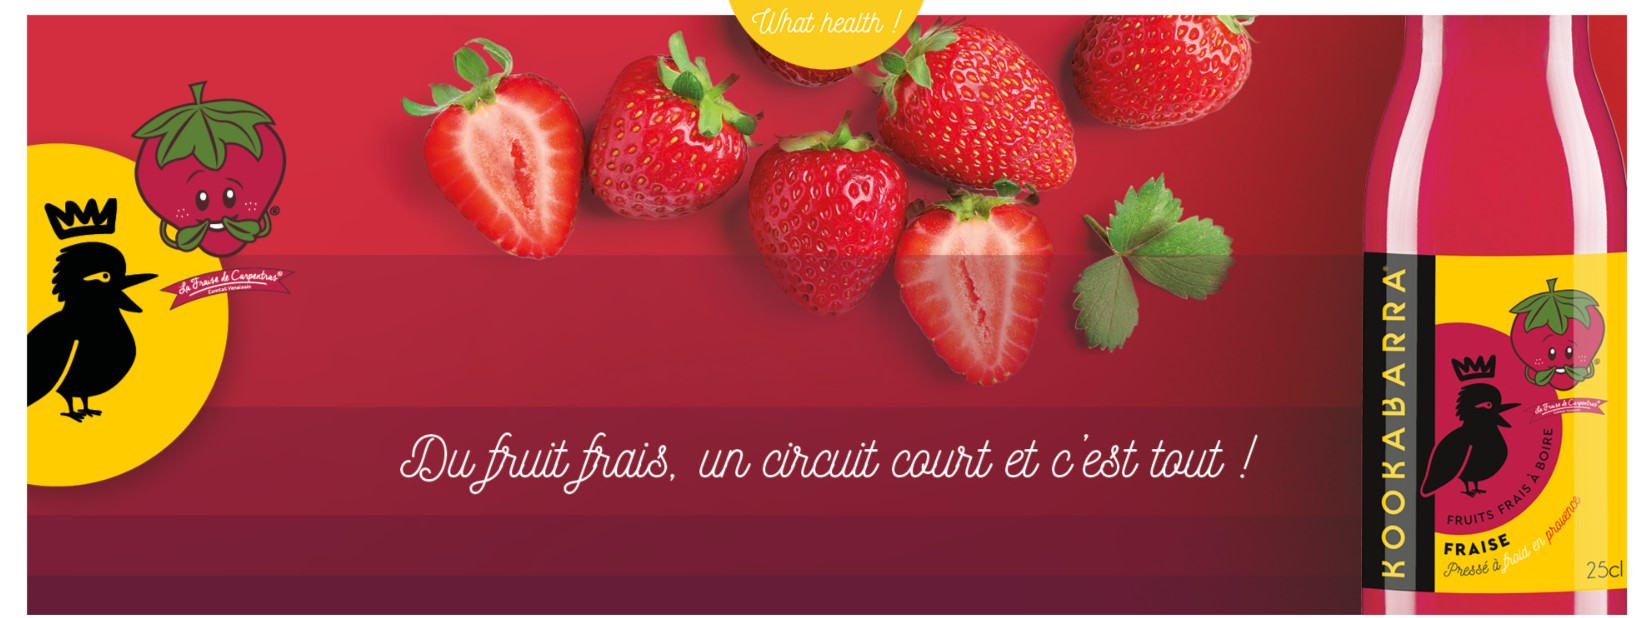 What health !
La Fraise de Carpentras®
Comtat Venaissin
Du fruit frais, un circuit court et c'est tout !
KOOKABARRA
La Fraise de Carpentras®
FRUITS FRAIS À BOIRE
FRAISE
Pressé à froid en provence
25cl